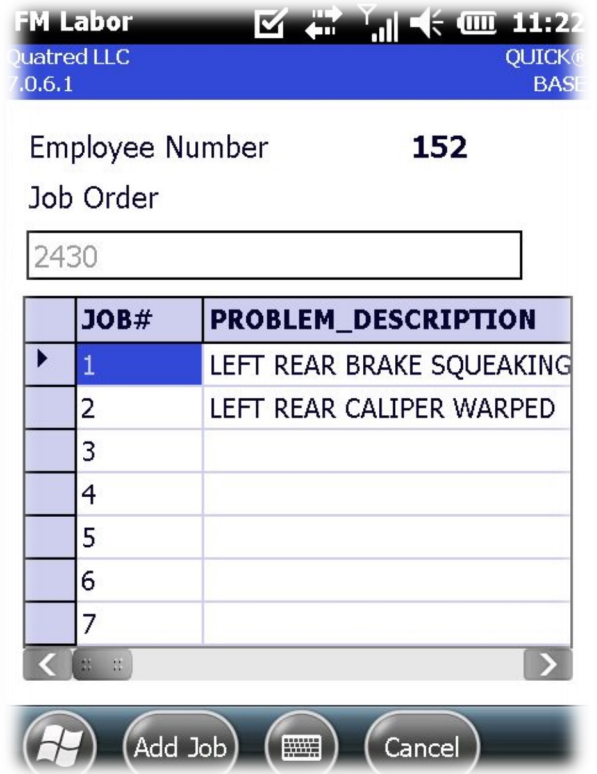 FM Labor 11:22
Quatred LLC QUICK®
7.0.6.1 BASE
Employee Number 152
Job Order
2430
JOB# PROBLEM_DESCRIPTION
1 LEFT REAR BRAKE SQUEAKING
2 LEFT REAR CALIPER WARPED
3
4
5
6
7
Add Job Cancel